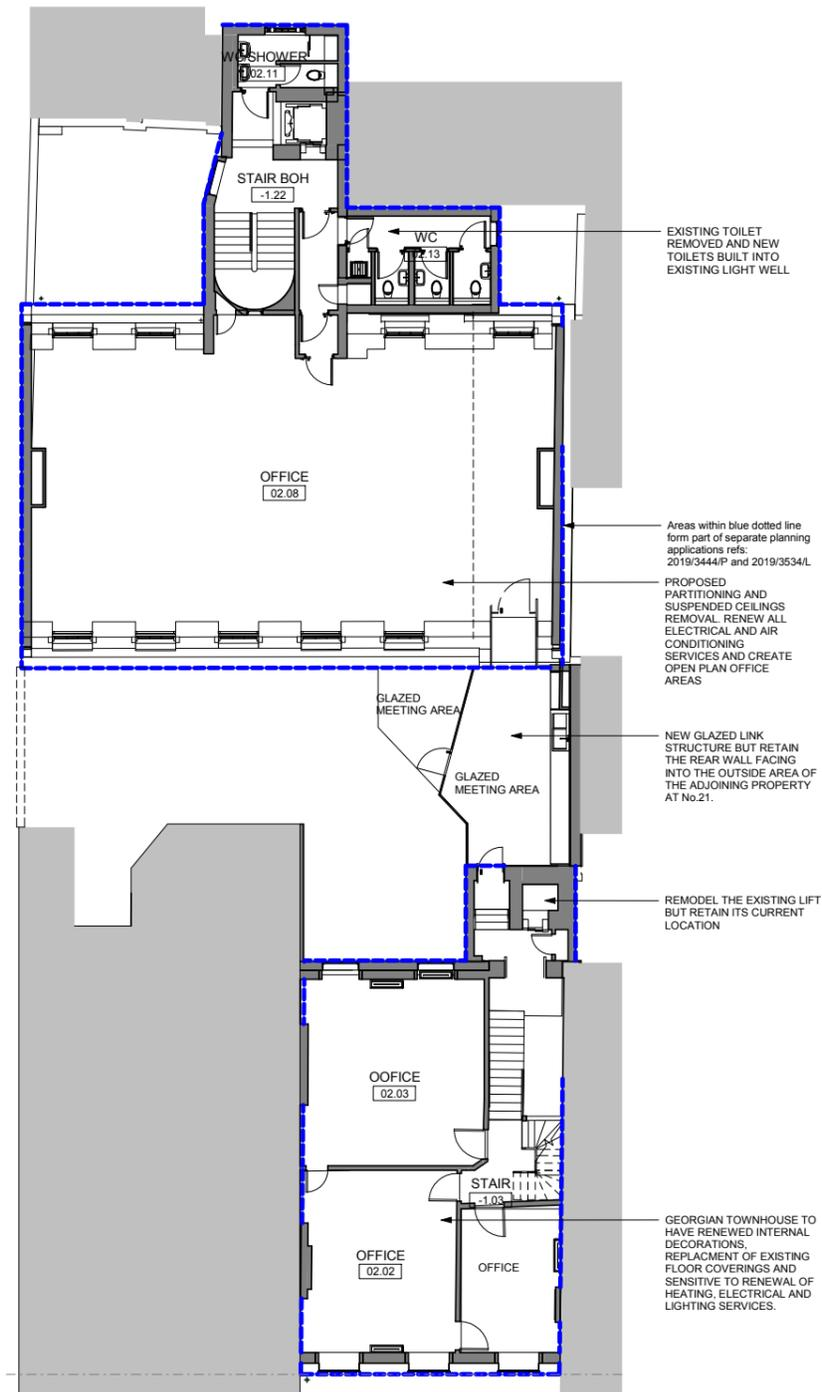 WC/SHOWER
02.11
STAIR BOH
-1.22
WC
02.13
EXISTING TOILET
REMOVED AND NEW
TOILETS BUILT INTO
EXISTING LIGHT WELL
OFFICE
02.08
Areas within blue dotted line
form part of separate planning
applications refs:
2019/3444/P and 2019/3534/L
PROPOSED
PARTITIONING AND
SUSPENDED CEILINGS
REMOVAL. RENEW ALL
ELECTRICAL AND AIR
CONDITIONING
SERVICES AND CREATE
OPEN PLAN OFFICE
AREAS
GLAZED
MEETING AREA
GLAZED
MEETING AREA
NEW GLAZED LINK
STRUCTURE BUT RETAIN
THE REAR WALL FACING
INTO THE OUTSIDE AREA OF
THE ADJOINING PROPERTY
AT No.21.
REMODEL THE EXISTING LIFT
BUT RETAIN ITS CURRENT
LOCATION
OOFICE
02.03
STAIR
-1.03
OFFICE
02.02
OFFICE
GEORGIAN TOWNHOUSE TO
HAVE RENEWED INTERNAL
DECORATIONS,
REPLACMENT OF EXISTING
FLOOR COVERINGS AND
SENSITIVE TO RENEWAL OF
HEATING, ELECTRICAL AND
LIGHTING SERVICES.